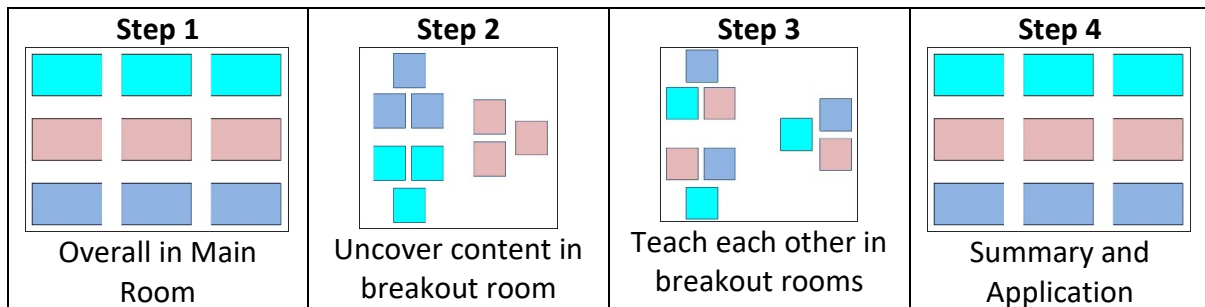 Step 1
Overall in Main
Room
Step 2
Uncover content in
breakout room
Step 3
Teach each other in
breakout rooms
Step 4
Summary and
Application